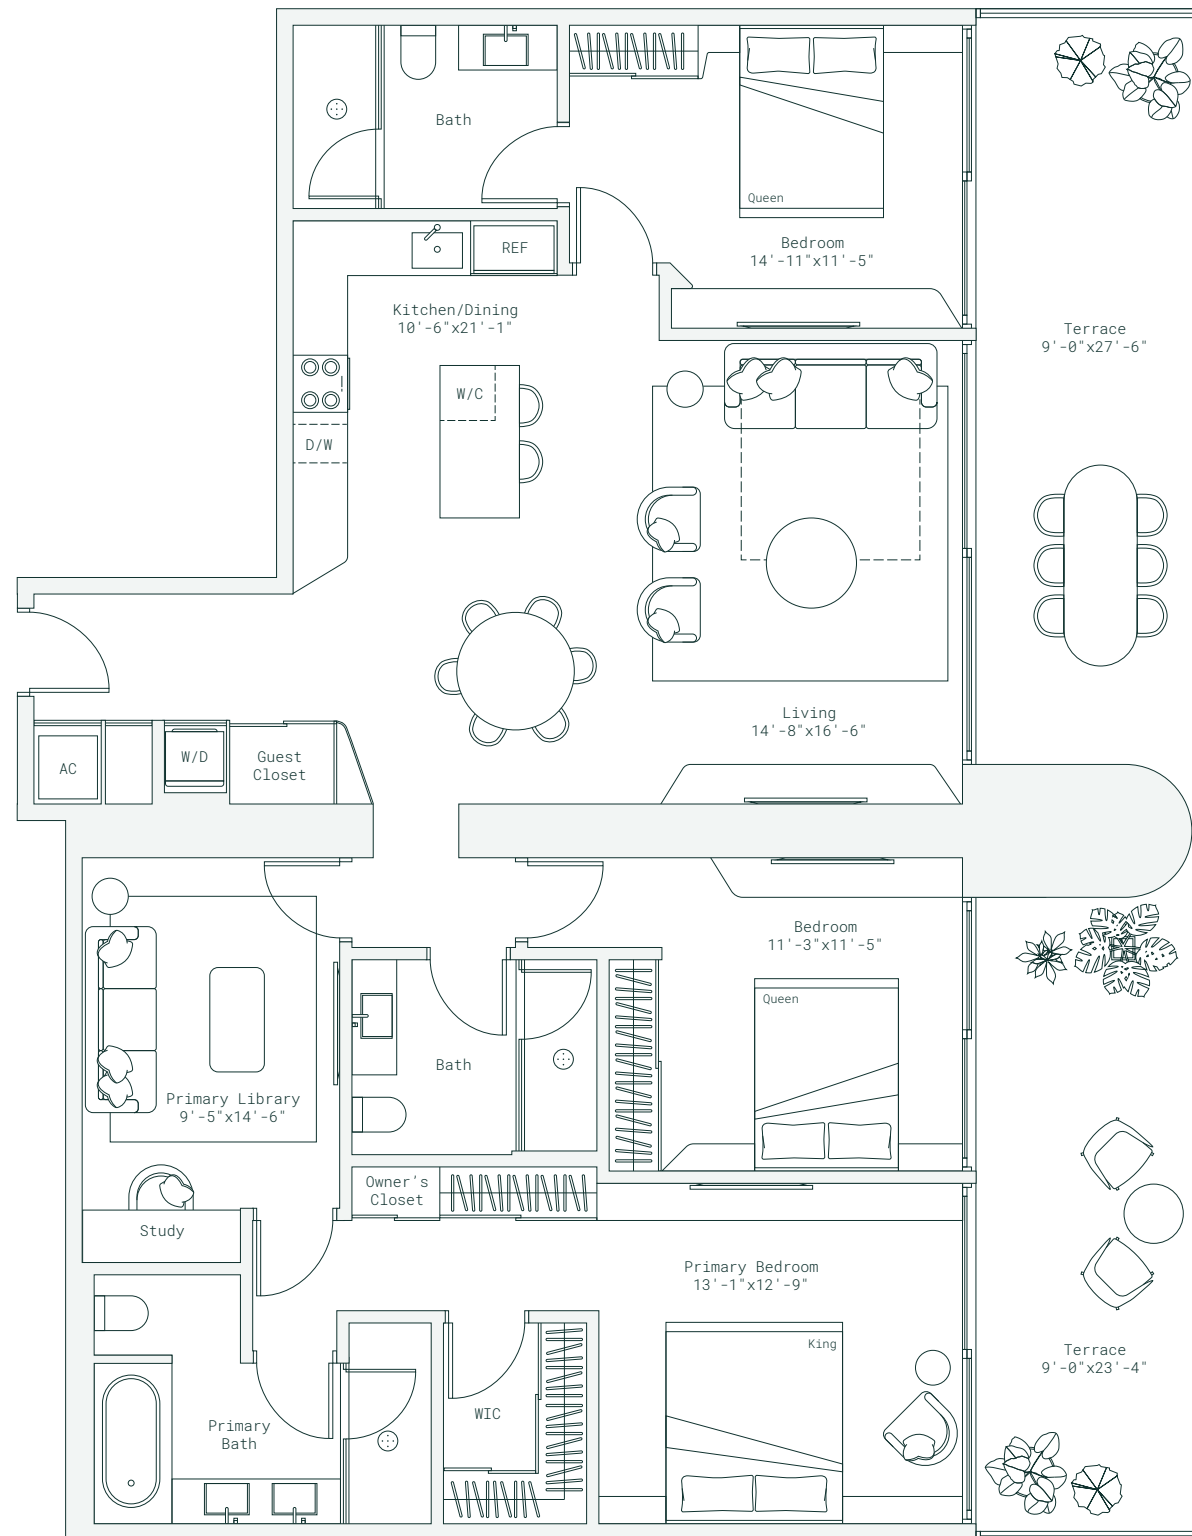 Bath
Queen
REF
Bedroom
14'-11"x11'-5"
Kitchen/Dining
10'-6"x21'-1"
Terrace
9'-0"x27'-6"
W/C
D/W
Living
14'-8"x16'-6"
AC
W/D
Guest
Closet
Bedroom
11'-3"x11'-5"
Queen
Bath
Primary Library
9'-5"x14'-6"
Owner's
Closet
Study
Primary Bedroom
13'-1"x12'-9"
King
Terrace
9'-0"x23'-4"
WIC
Primary
Bath